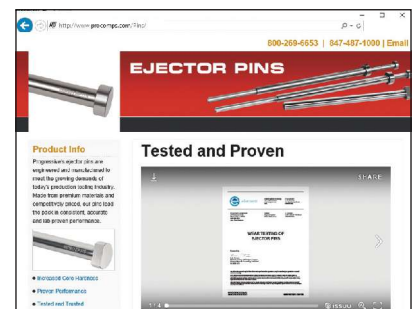 http://www.procomps.com/Pins/
800-269-6653 | 847-487-1000 | Email
EJECTOR PINS
Product Info
Progressive's ejector pins are
engineered and manufactured to
meet the growing demands of
today's production tooling industry.
Made from premium materials and
competitively priced, our pins lead
the pack in consistent, accurate
and lab proven performance.
Increased Core Hardness
Proven Performance
Tested and Trusted
Tested and Proven
SHARE
WEAR TESTING OF
EJECTOR PINS
issuu